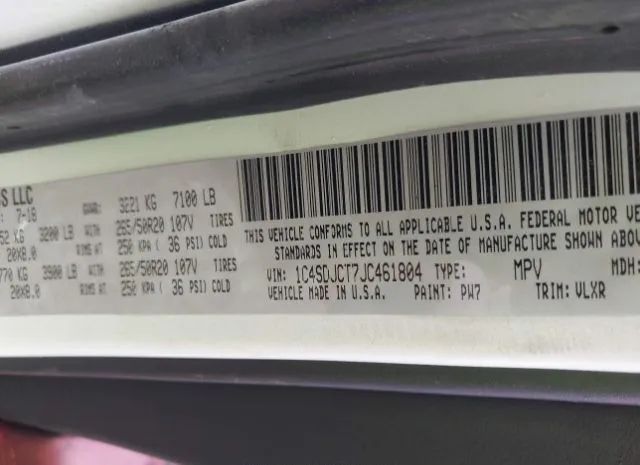 S LLC
: 7-18 GVWR: 3221 KG 7100 LB
52 KG 3200 LB WITH 265/50R20 107V TIRES
20X8.0 RIMS AT 250 KPA ( 36 PSI) COLD
770 KG 3900 LB WITH 265/50R20 107V TIRES
20X8.0 RIMS AT 250 KPA ( 36 PSI) COLD
THIS VEHICLE CONFORMS TO ALL APPLICABLE U.S.A. FEDERAL MOTOR VE
STANDARDS IN EFFECT ON THE DATE OF MANUFACTURE SHOWN ABOVE
VIN: 1C4SDJCT7JC461804 TYPE: MPV MDH:
VEHICLE MADE IN U.S.A. PAINT: PW7 TRIM: VLXR